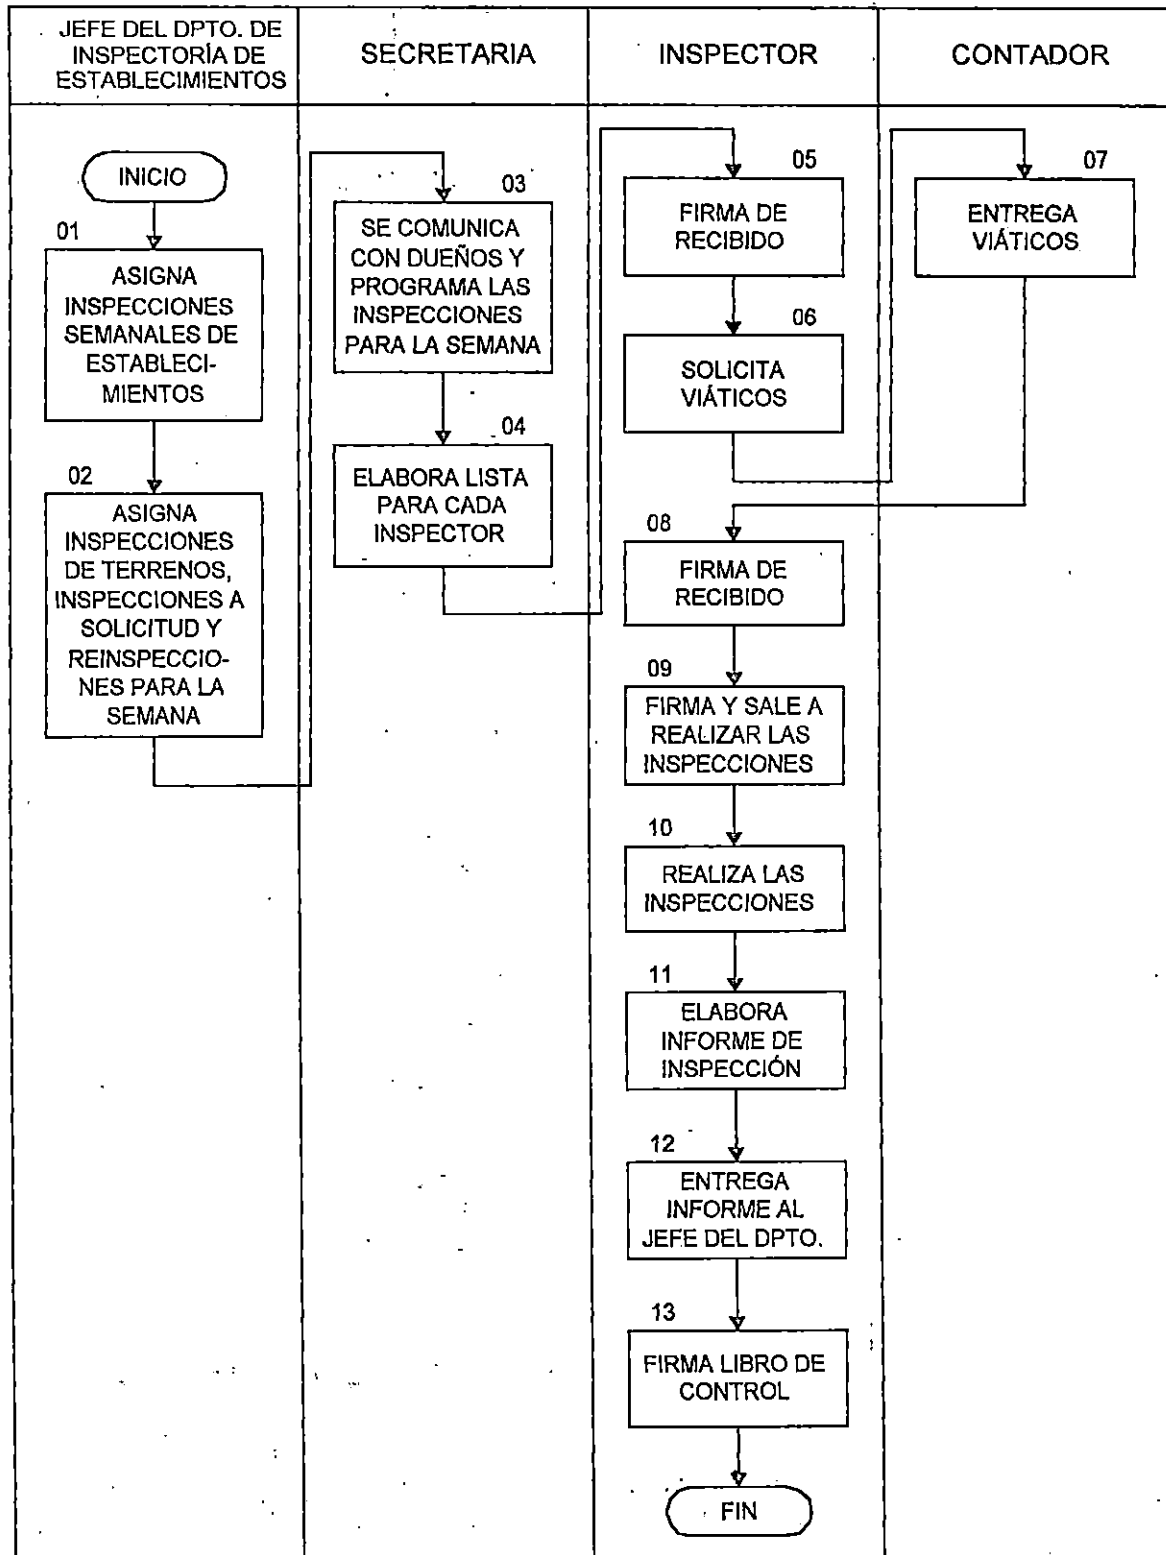 JEFE DEL DPTO. DE
INSPECTORÍA DE
ESTABLECIMIENTOS
SECRETARIA
INSPECTOR
CONTADOR
INICIO
01
ASIGNA
INSPECCIONES
SEMANALES DE
ESTABLECI-
MIENTOS
02
ASIGNA
INSPECCIONES
DE TERRENOS,
INSPECCIONES A
SOLICITUD Y
REINSPECCIO-
NES PARA LA
SEMANA
03
SE COMUNICA
CON DUEÑOS Y
PROGRAMA LAS
INSPECCIONES
PARA LA SEMANA
04
ELABORA LISTA
PARA CADA
INSPECTOR
05
FIRMA DE
RECIBIDO
06
SOLICITA
VIÁTICOS
07
ENTREGA
VIÁTICOS
08
FIRMA DE
RECIBIDO
09
FIRMA Y SALE A
REALIZAR LAS
INSPECCIONES
10
REALIZA LAS
INSPECCIONES
11
ELABORA
INFORME DE
INSPECCIÓN
12
ENTREGA
INFORME AL
JEFE DEL DPTO.
13
FIRMA LIBRO DE
CONTROL
FIN